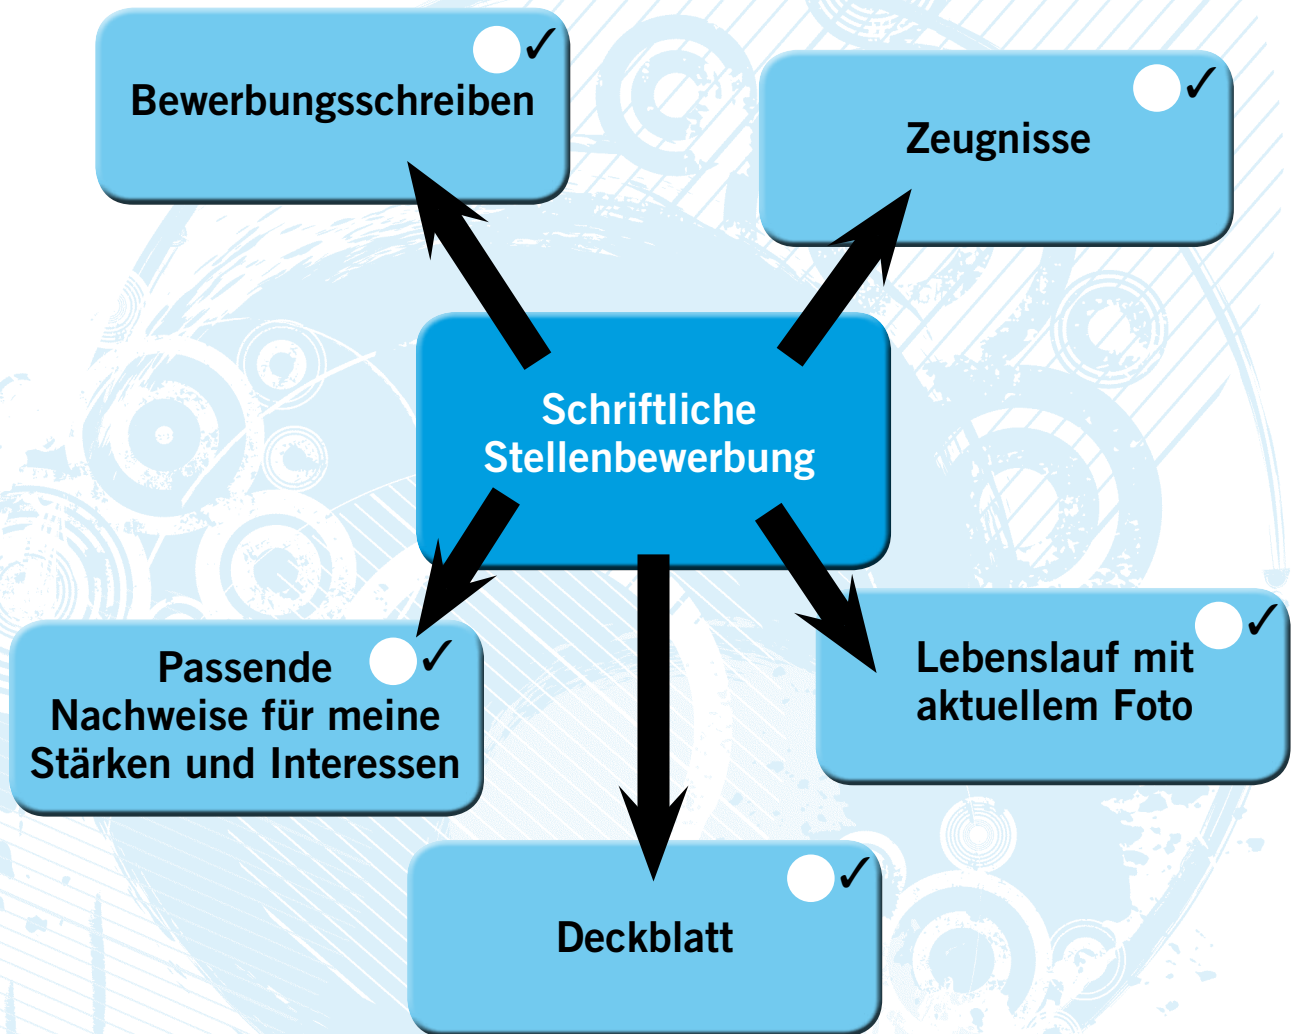 Bewerbungsschreiben ✓
Zeugnisse ✓
Schriftliche
Stellenbewerbung
Passende ✓
Nachweise für meine
Stärken und Interessen
Lebenslauf mit ✓
aktuellem Foto
Deckblatt ✓